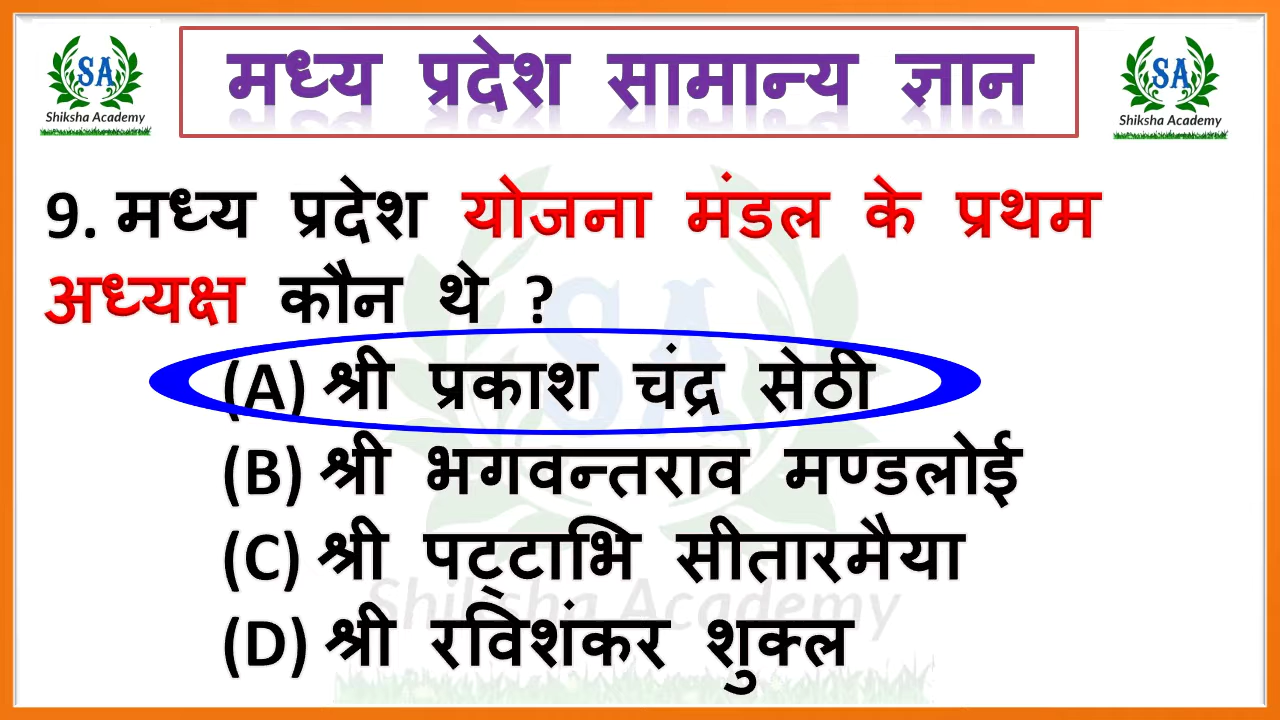 SA
Shiksha Academy
मध्य प्रदेश सामान्य ज्ञान
SA
Shiksha Academy
9. मध्य प्रदेश योजना मंडल के प्रथम
अध्यक्ष कौन थे ?
(A) श्री प्रकाश चंद्र सेठी
(B) श्री भगवन्तराव मण्डलोई
(C) श्री पट्टाभि सीतारमैया
(D) श्री रविशंकर शुक्ल
SA
Shiksha Academy